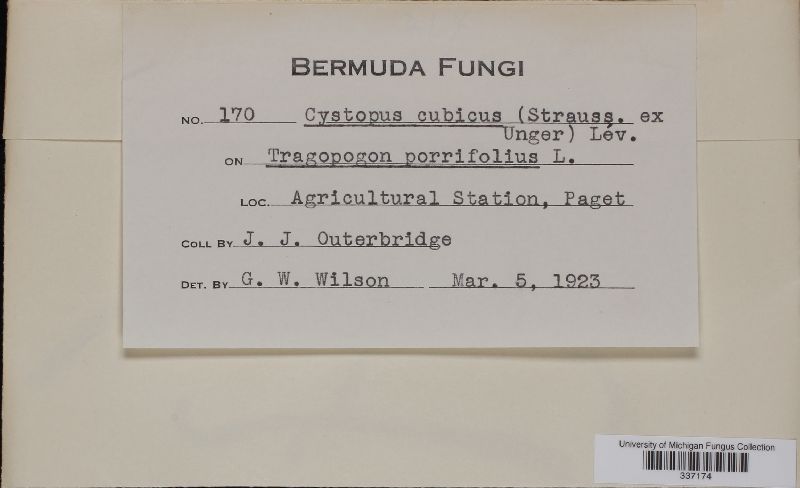 BERMUDA FUNGI
NO. 170 Cystopus cubicus (Strauss. ex
Unger) Lév.
ON Tragopogon porrifolius L.
LOC. Agricultural Station, Paget
COLL BY J. J. Outerbridge
DET. BY G. W. Wilson Mar. 5, 1923
University of Michigan Fungus Collection
337174